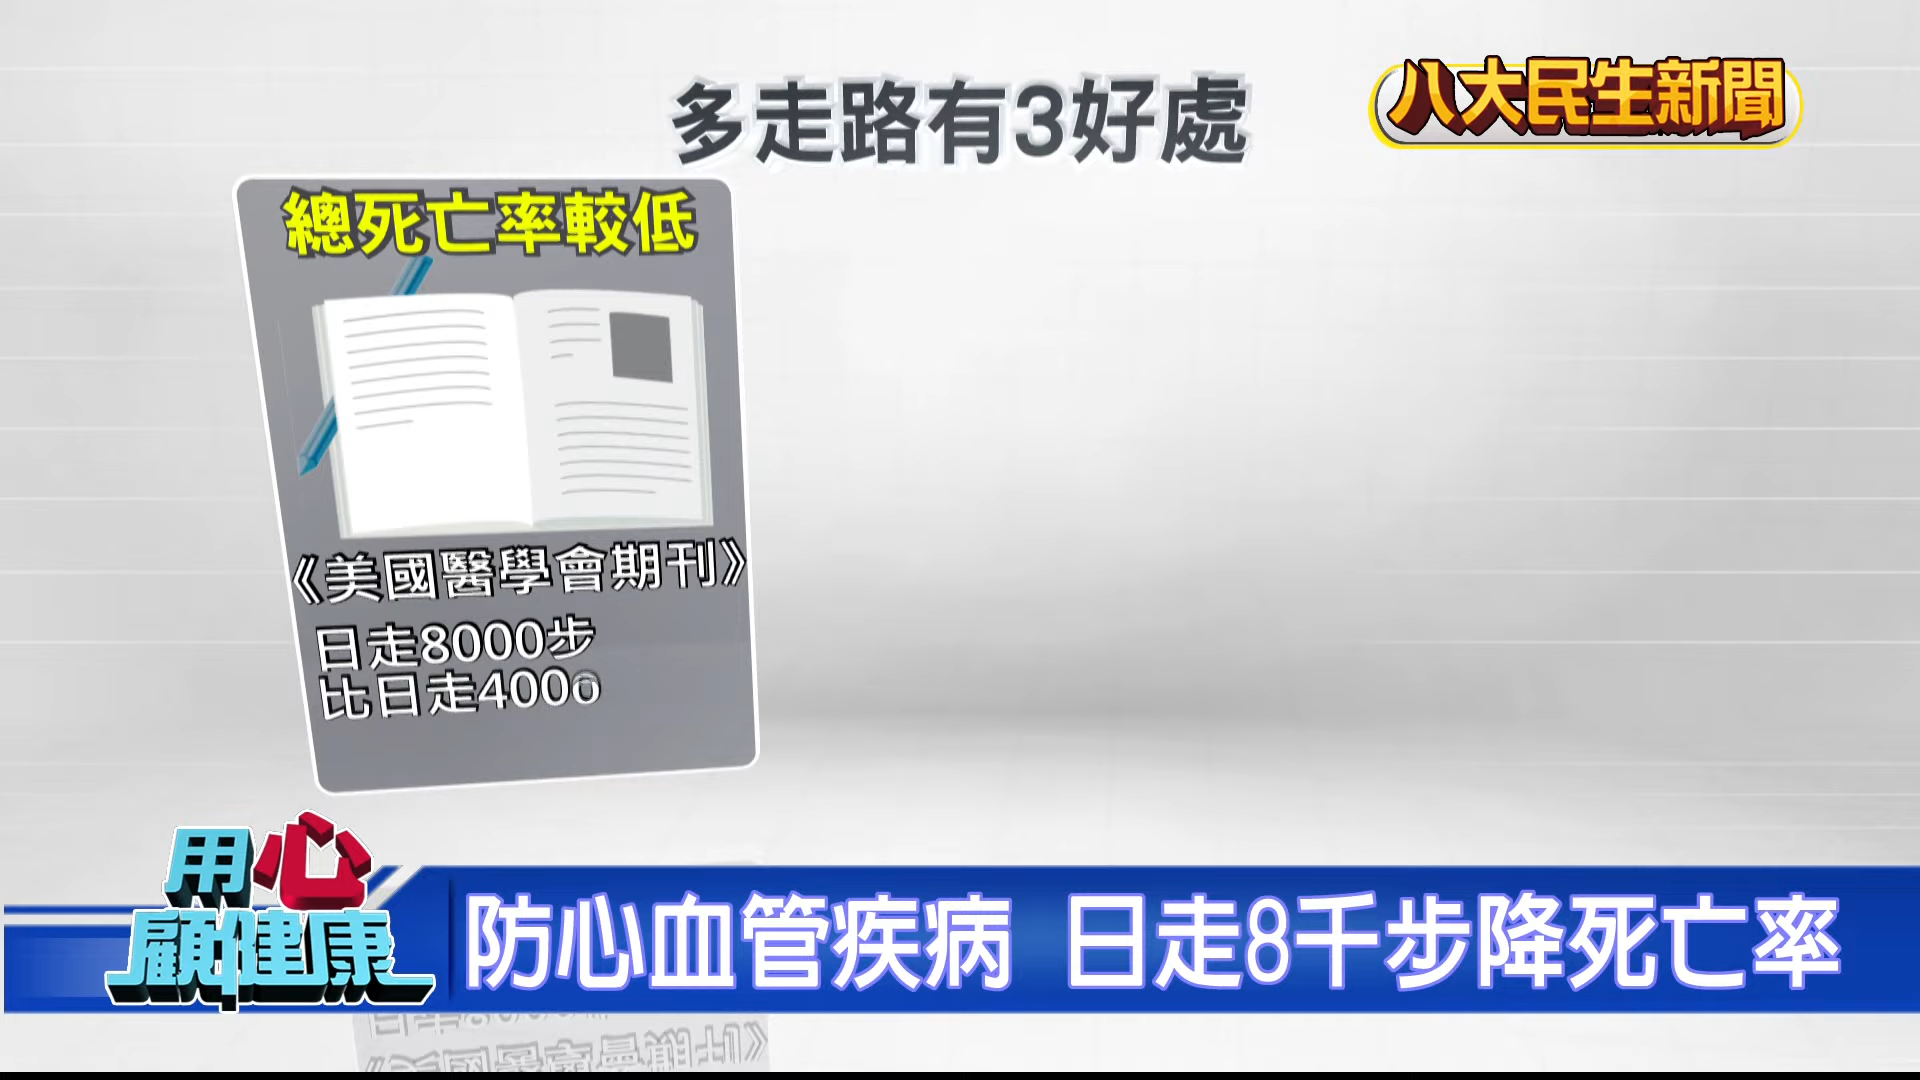 多走路有3好處
八大民生新聞
總死亡率較低
《美國醫學會期刊》
日走8000步
比日走4000
用心
顧健康
防心血管疾病 日走8千步降死亡率